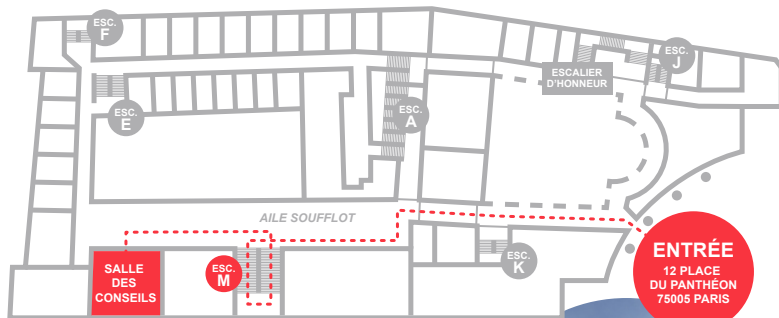 ESC.
F
ESC.
J
ESCALIER
D'HONNEUR
ESC.
E
ESC.
A
AILE SOUFFLOT
ENTRÉE
12 PLACE
DU PANTHÉON
75005 PARIS
ESC.
K
SALLE
DES
CONSEILS
ESC.
M